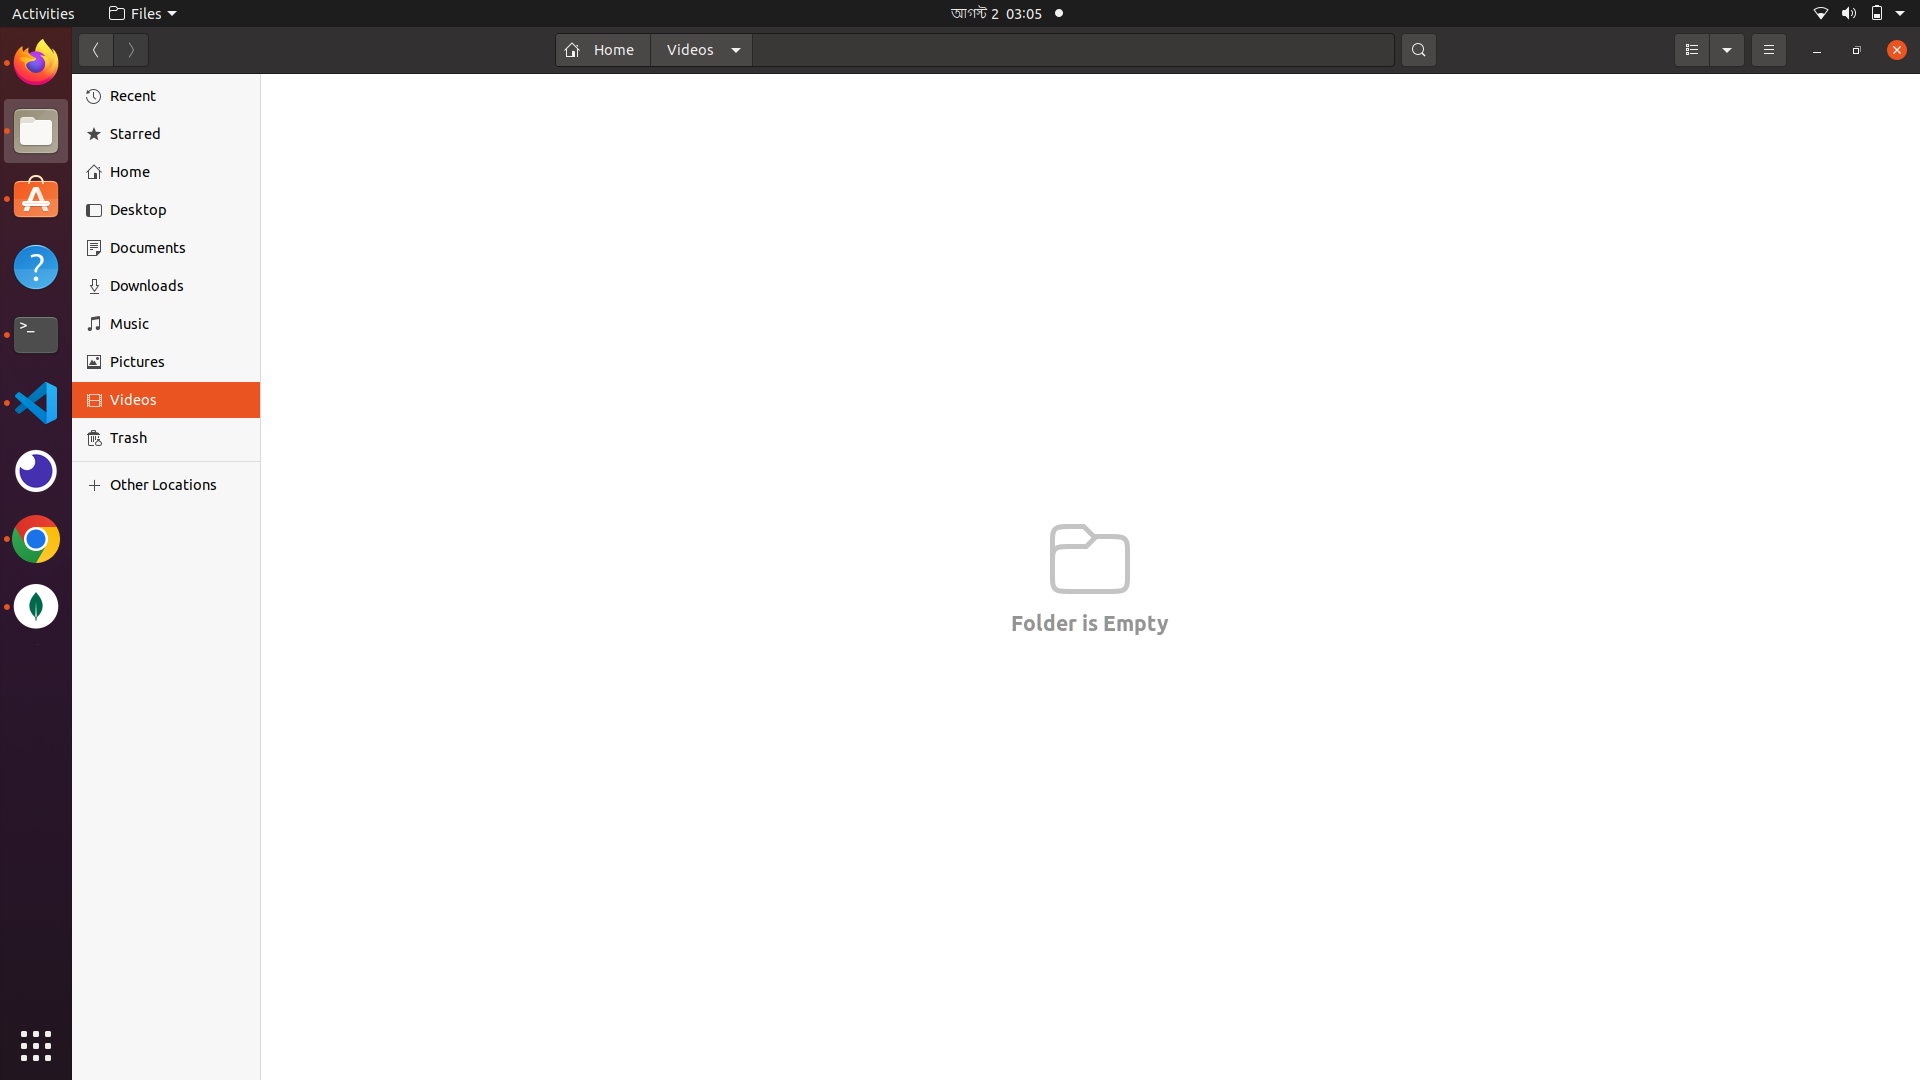 Activities
Files
আগস্ট 2 03:05
Home
Videos
Recent
Starred
Home
Desktop
Documents
Downloads
Music
Pictures
Videos
Trash
Other Locations
Folder is Empty